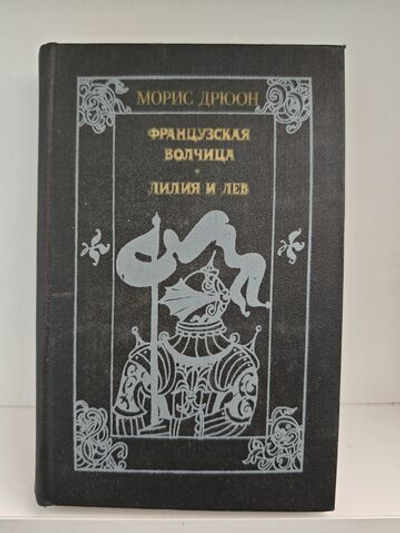 МОРИС ДРЮОН
ФРАНЦУЗСКАЯ
ВОЛЧИЦА
•
ЛИЛИЯ И ЛЕВ